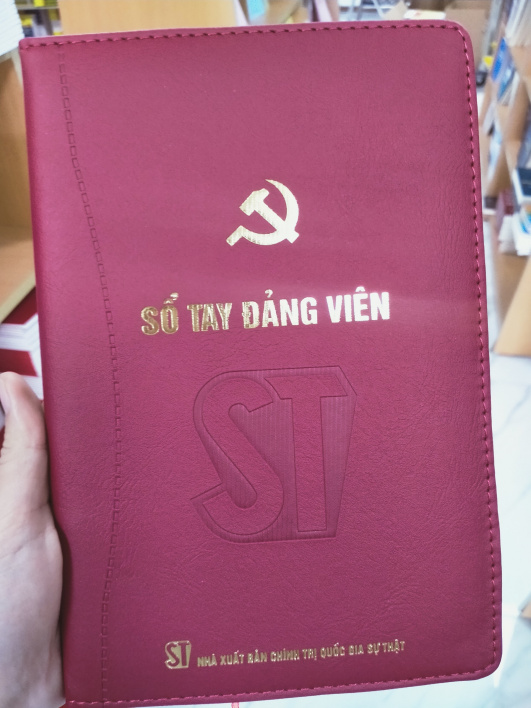 SỔ TAY ĐẢNG VIÊN
ST
ST NHÀ XUẤT BẢN CHÍNH TRỊ QUỐC GIA SỰ THẬT